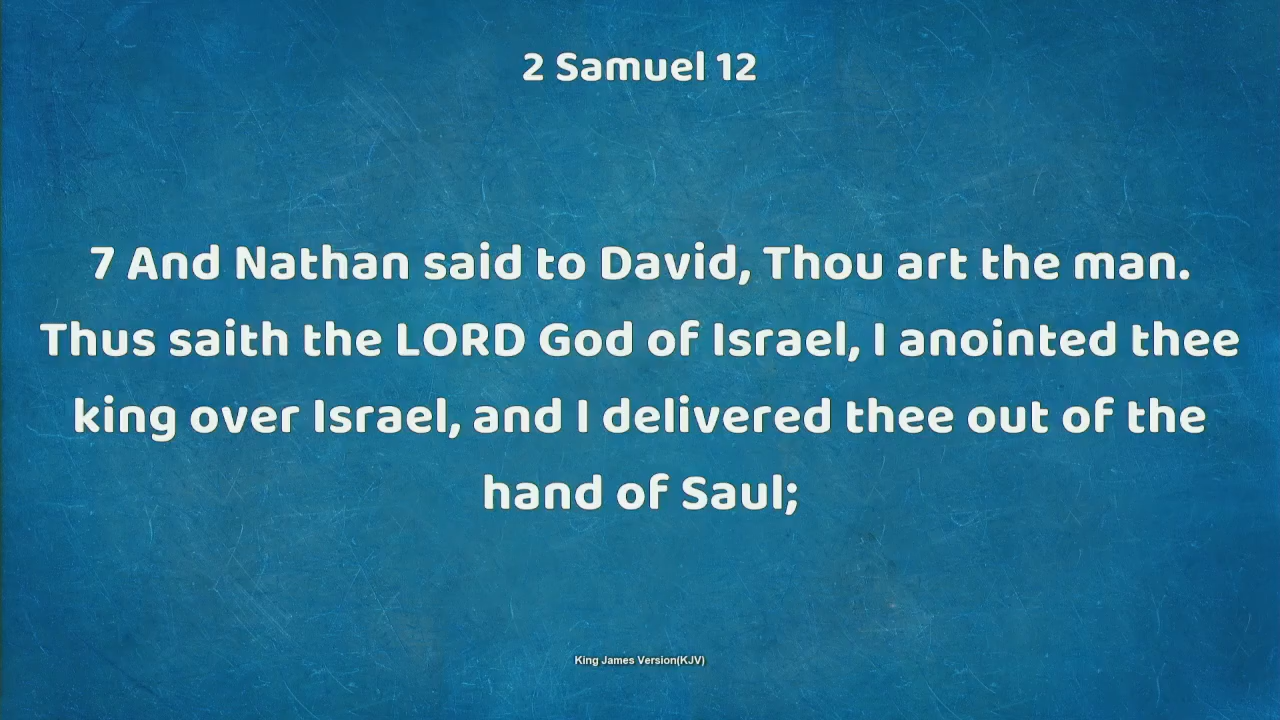 2 Samuel 12
7 And Nathan said to David, Thou art the man.
Thus saith the LORD God of Israel, I anointed thee
king over Israel, and I delivered thee out of the
hand of Saul;
King James Version(KJV)